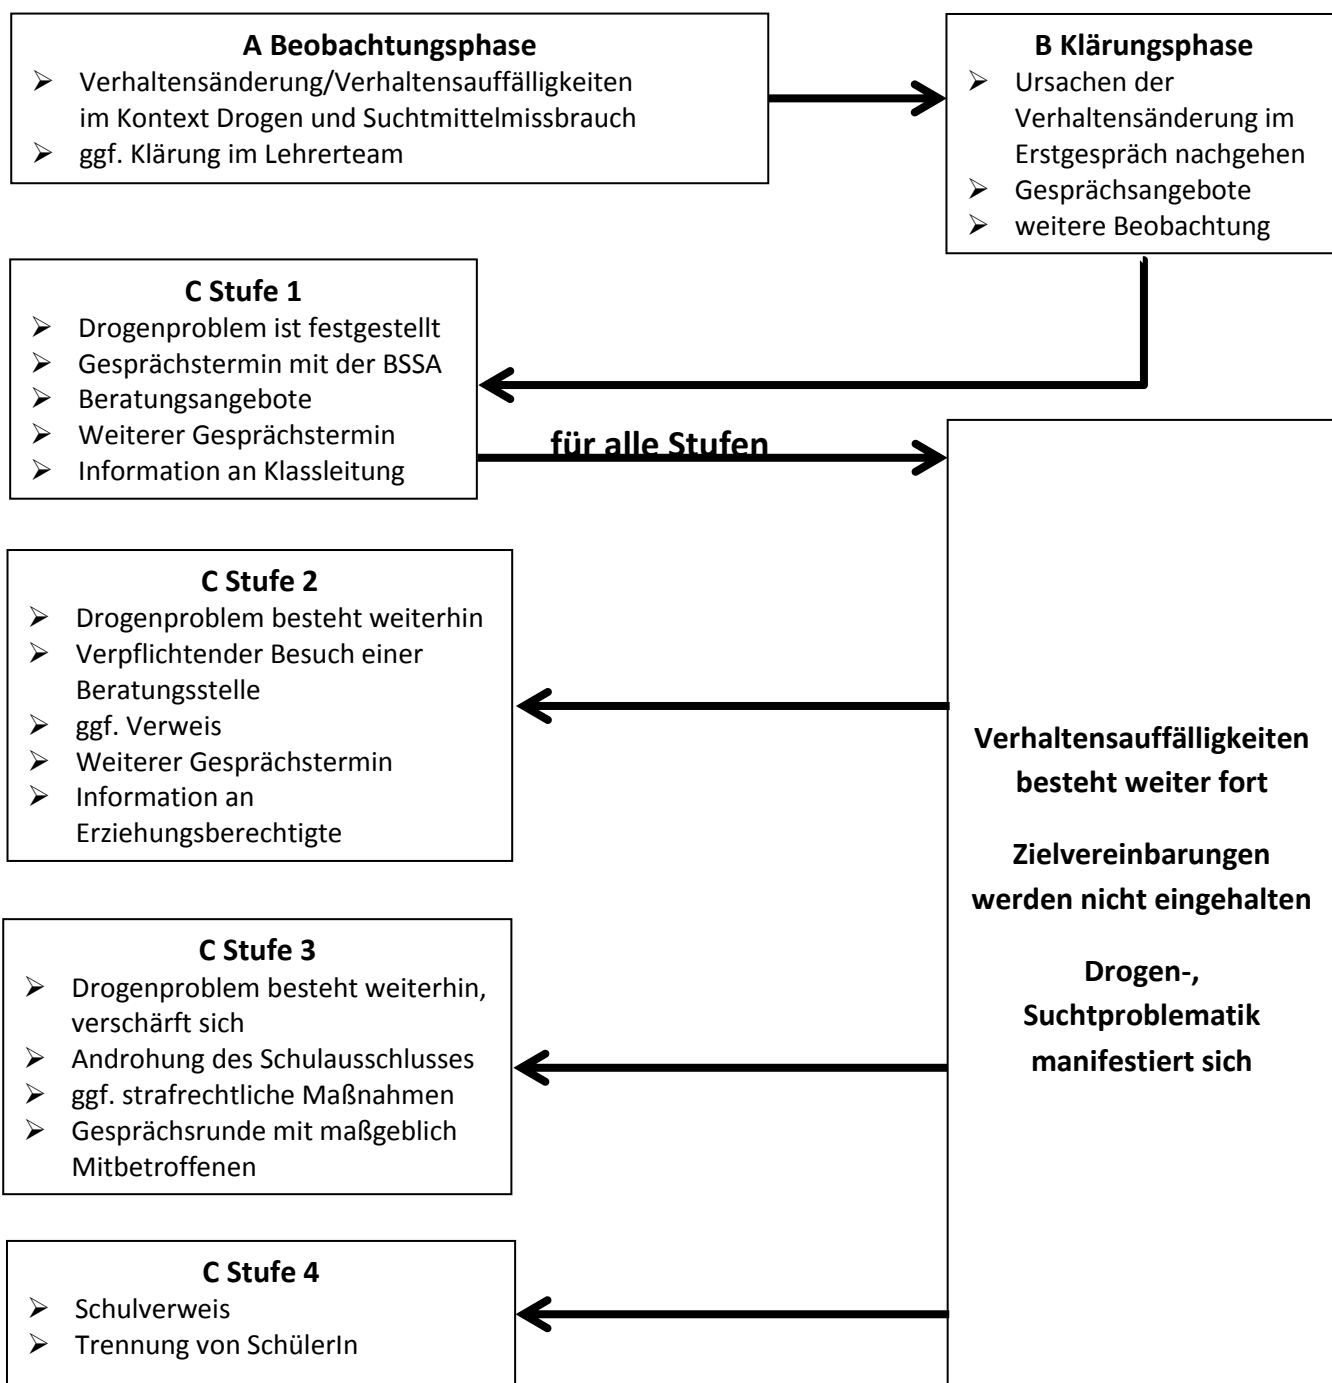 A Beobachtungsphase
➢ Verhaltensänderung/Verhaltensauffälligkeiten
im Kontext Drogen und Suchtmittelmissbrauch
➢ ggf. Klärung im Lehrerteam
B Klärungsphase
➢ Ursachen der
Verhaltensänderung im
Erstgespräch nachgehen
➢ Gesprächsangebote
➢ weitere Beobachtung
C Stufe 1
➢ Drogenproblem ist festgestellt
➢ Gesprächstermin mit der BSSA
➢ Beratungsangebote
➢ Weiterer Gesprächstermin
➢ Information an Klassleitung
für alle Stufen
C Stufe 2
➢ Drogenproblem besteht weiterhin
➢ Verpflichtender Besuch einer
Beratungsstelle
➢ ggf. Verweis
➢ Weiterer Gesprächstermin
➢ Information an
Erziehungsberechtigte
C Stufe 3
➢ Drogenproblem besteht weiterhin,
verschärft sich
➢ Androhung des Schulausschlusses
➢ ggf. strafrechtliche Maßnahmen
➢ Gesprächsrunde mit maßgeblich
Mitbetroffenen
C Stufe 4
➢ Schulverweis
➢ Trennung von SchülerIn
Verhaltensauffälligkeiten
besteht weiter fort
Zielvereinbarungen
werden nicht eingehalten
Drogen-,
Suchtproblematik
manifestiert sich